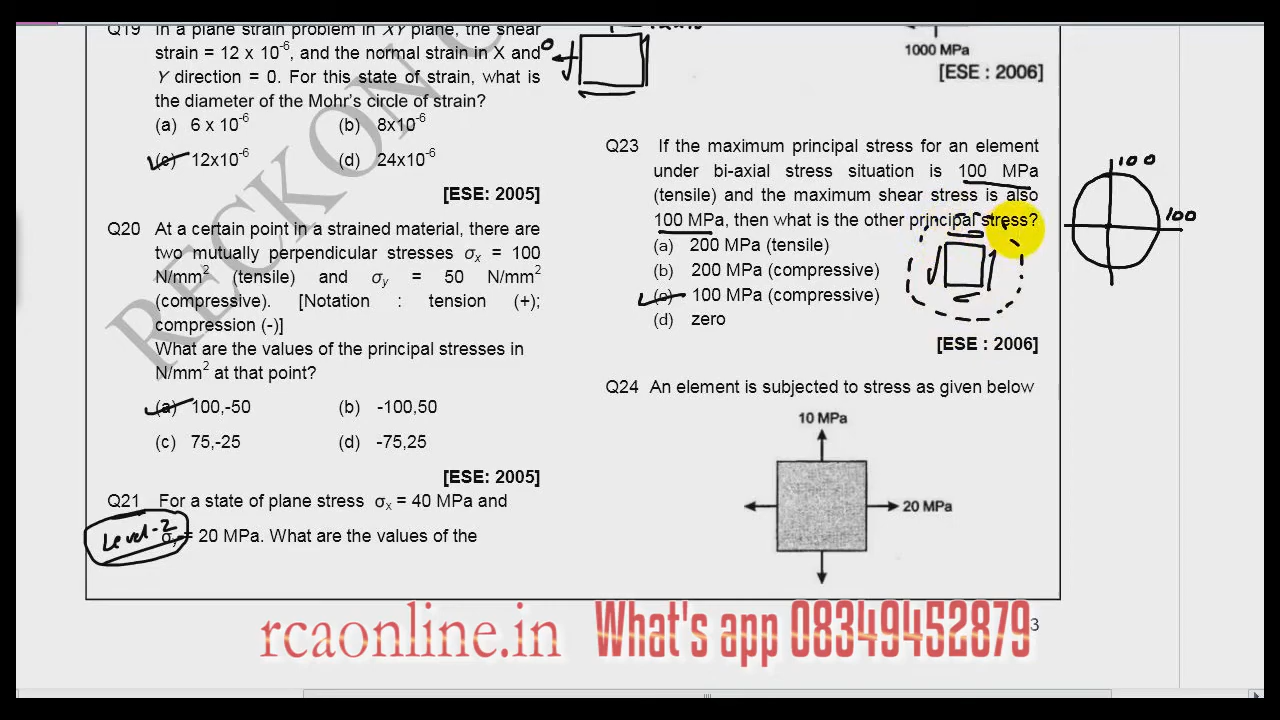 Q19 In a plane strain problem in XY plane, the shear
strain = 12 x 10-6, and the normal strain in X and
Y direction = 0. For this state of strain, what is
the diameter of the Mohr's circle of strain?
(a) 6 x 10-6 (b) 8x10-6
(c) 12x10-6 (d) 24x10-6
[ESE: 2005]
Q20 At a certain point in a strained material, there are
two mutually perpendicular stresses σx = 100
N/mm2 (tensile) and σy = 50 N/mm2
(compressive). [Notation : tension (+);
compression (-)]
What are the values of the principal stresses in
N/mm2 at that point?
(a) 100,-50 (b) -100,50
(c) 75,-25 (d) -75,25
[ESE: 2005]
Q21 For a state of plane stress σx = 40 MPa and
Level-2
= 20 MPa. What are the values of the
0
1000 MPa
[ESE : 2006]
Q23 If the maximum principal stress for an element
under bi-axial stress situation is 100 MPa
(tensile) and the maximum shear stress is also
100 MPa, then what is the other principal stress?
(a) 200 MPa (tensile)
(b) 200 MPa (compressive)
(c) 100 MPa (compressive)
(d) zero
[ESE : 2006]
100
100
Q24 An element is subjected to stress as given below
10 MPa
20 MPa
RECKON C
rcaonline.in What's app 08349452879
3